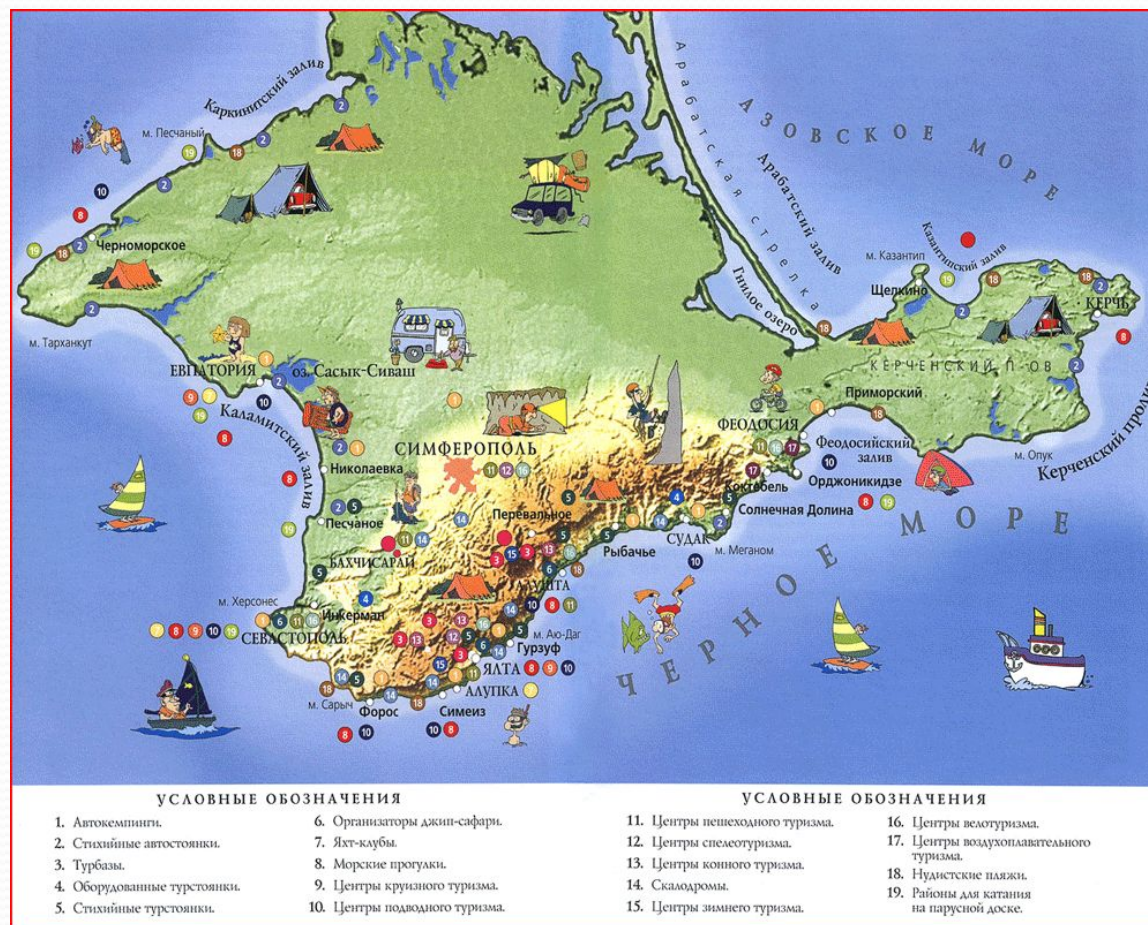 Каркинитский залив
м. Песчаный
Арабатская стрелка
АЗОВСКОЕ МОРЕ
Арабатский залив
Гнилое озеро
м. Казантип
Казантипский залив
Щелкино
КЕРЧЬ
КЕРЧЕНСКИЙ П-ОВ
Черноморское
м. Тарханкут
ЕВПАТОРИЯ
оз. Сасык-Сиваш
Каламитский залив
Приморский
ФЕОДОСИЯ
Феодосийский
залив
м. Опук
СИМФЕРОПОЛЬ
Николаевка
Коктебель
Орджоникидзе
Солнечная Долина
Песчаное
Перевальное
СУДАК
Рыбачье
м. Меганом
БАХЧИСАРАЙ
АЛУШТА
м. Херсонес
Инкерман
СЕВАСТОПОЛЬ
м. Аю-Даг
Гурзуф
ЯЛТА
АЛУПКА
м. Сарыч
Форос
Симеиз
ЧЕРНОЕ МОРЕ
УСЛОВНЫЕ ОБОЗНАЧЕНИЯ
1. Автокемпинги.
2. Стихийные автостоянки.
3. Турбазы.
4. Оборудованные турстоянки.
5. Стихийные турстоянки.
6. Организаторы джип-сафари.
7. Яхт-клубы.
8. Морские прогулки.
9. Центры круизного туризма.
10. Центры подводного туризма.
УСЛОВНЫЕ ОБОЗНАЧЕНИЯ
11. Центры пешеходного туризма.
12. Центры спелеотуризма.
13. Центры конного туризма.
14. Скалодромы.
15. Центры зимнего туризма.
16. Центры велотуризма.
17. Центры воздухоплавательного
туризма.
18. Нудистские пляжи.
19. Районы для катания
на парусной доске.